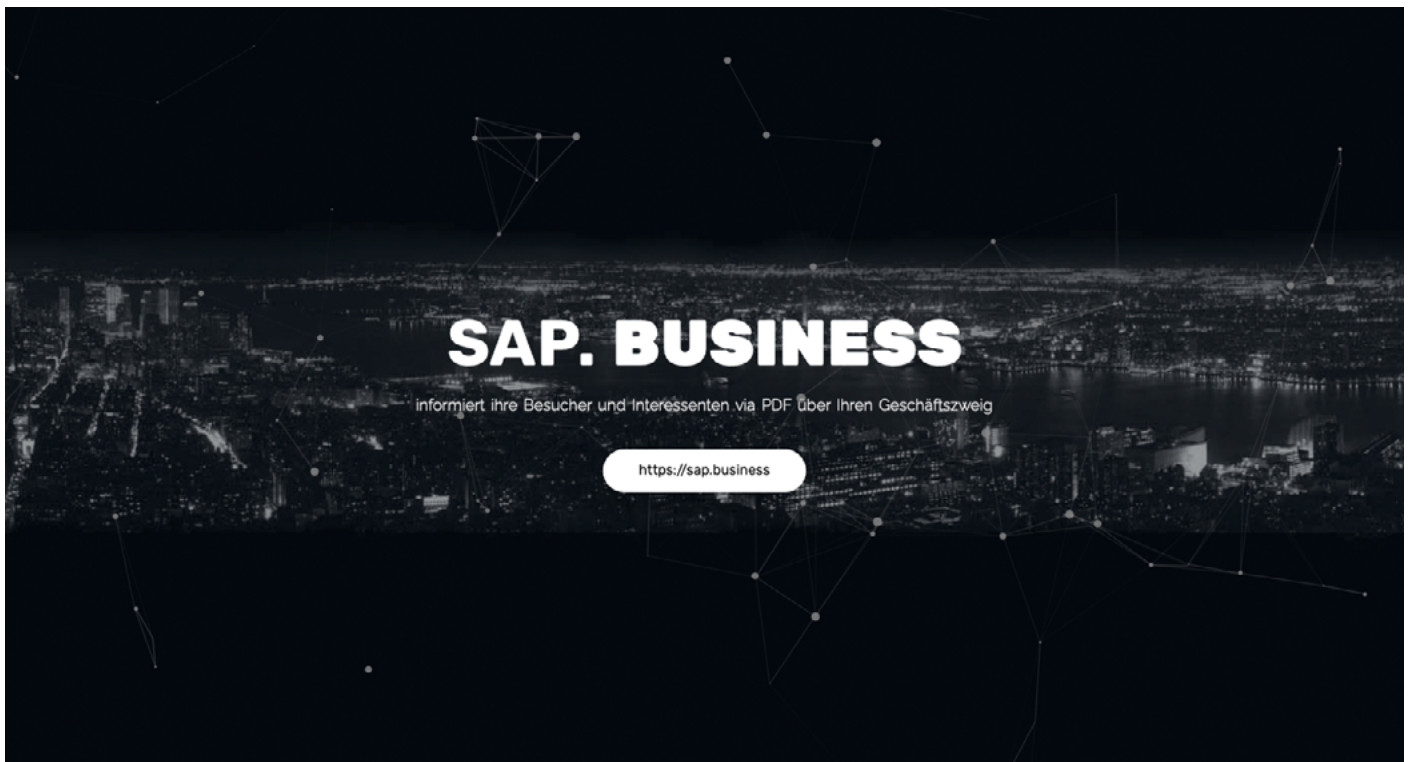 SAP. BUSINESS
informiert ihre Besucher und Interessenten via PDF über Ihren Geschäftszweig
https://sap.business